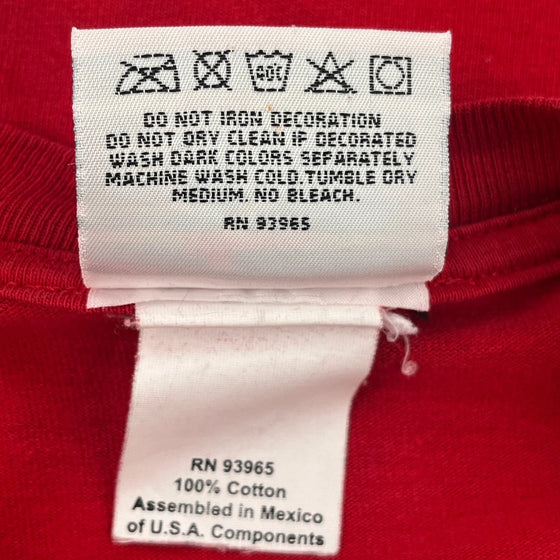 40C
DO NOT IRON DECORATION
DO NOT DRY CLEAN IF DECORATED
WASH DARK COLORS SEPARATELY
MACHINE WASH COLD.TUMBLE DRY
MEDIUM. NO BLEACH.
RN 93965
RN 93965
100% Cotton
Assembled in Mexico
of U.S.A. Components